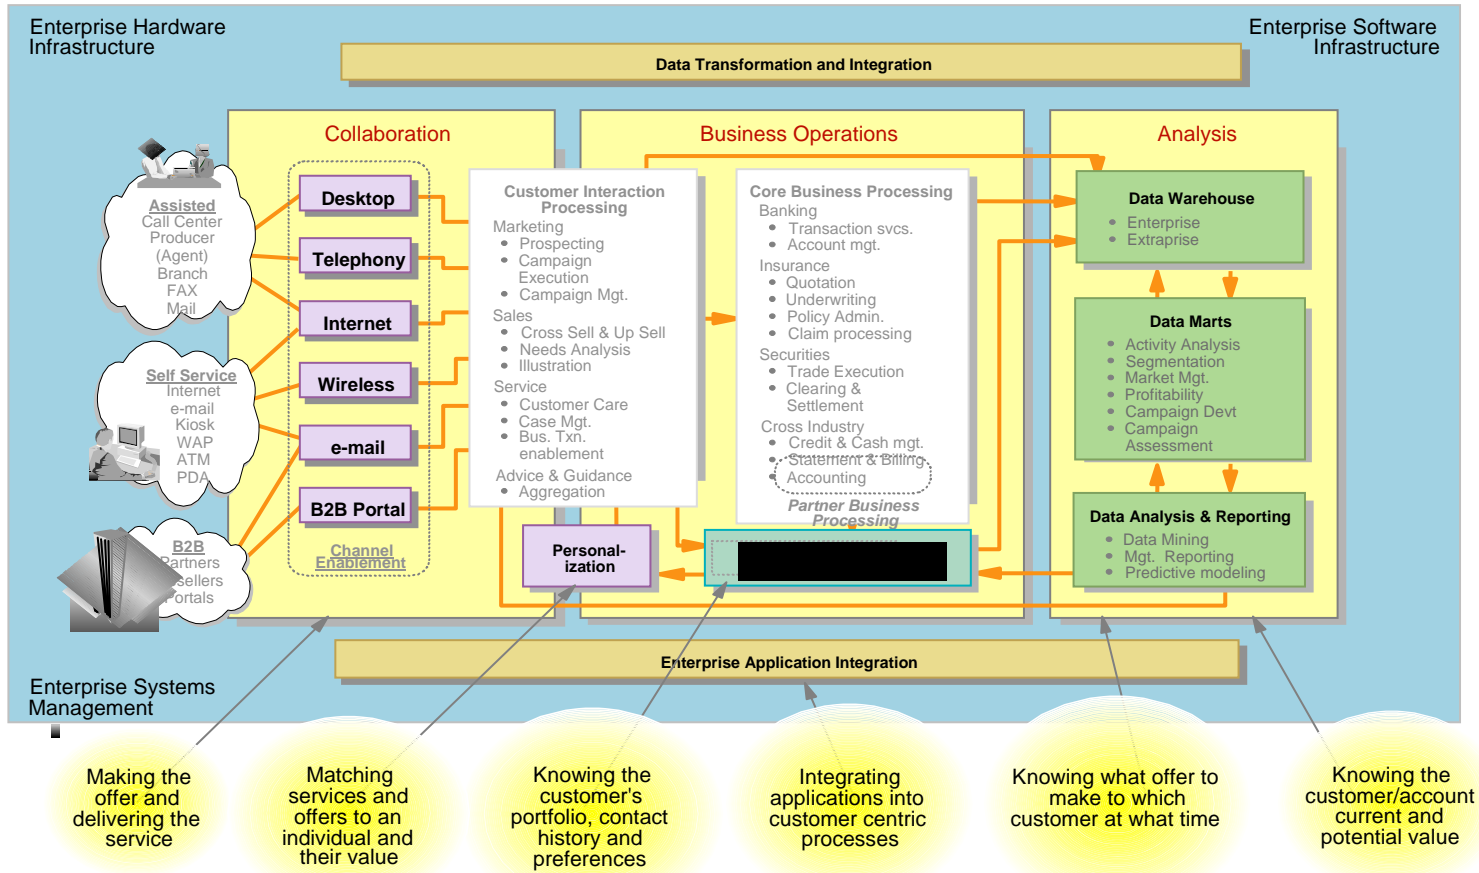 Enterprise Hardware
Infrastructure
Enterprise Software
Infrastructure
Data Transformation and Integration
Collaboration
Business Operations
Analysis
Assisted
Call Center
Producer
(Agent)
Branch
FAX
Mail
Self Service
Internet
e-mail
Kiosk
WAP
ATM
PDA
B2B
Partners
sellers
Portals
Desktop
Telephony
Internet
Wireless
e-mail
B2B Portal
Channel
Enablement
Customer Interaction
Processing
Marketing
• Prospecting
• Campaign
Execution
• Campaign Mgt.
Sales
• Cross Sell & Up Sell
• Needs Analysis
• Illustration
Service
• Customer Care
• Case Mgt.
• Bus. Txn.
enablement
Advice & Guidance
• Aggregation
Personal-
ization
Core Business Processing
Banking
• Transaction svcs.
• Account mgt.
Insurance
• Quotation
• Underwriting
• Policy Admin.
• Claim processing
Securities
• Trade Execution
• Clearing &
Settlement
Cross Industry
• Credit & Cash mgt.
• Statement & Billing
• Accounting
Partner Business
Processing
Data Warehouse
• Enterprise
• Extraprise
Data Marts
• Activity Analysis
• Segmentation
• Market Mgt.
• Profitability
• Campaign Devt
• Campaign
Assessment
Data Analysis & Reporting
• Data Mining
• Mgt. Reporting
• Predictive modeling
Enterprise Application Integration
Enterprise Systems
Management
Making the
offer and
delivering the
service
Matching
services and
offers to an
individual and
their value
Knowing the
customer's
portfolio, contact
history and
preferences
Integrating
applications into
customer centric
processes
Knowing what offer to
make to which
customer at what time
Knowing the
customer/account
current and
potential value